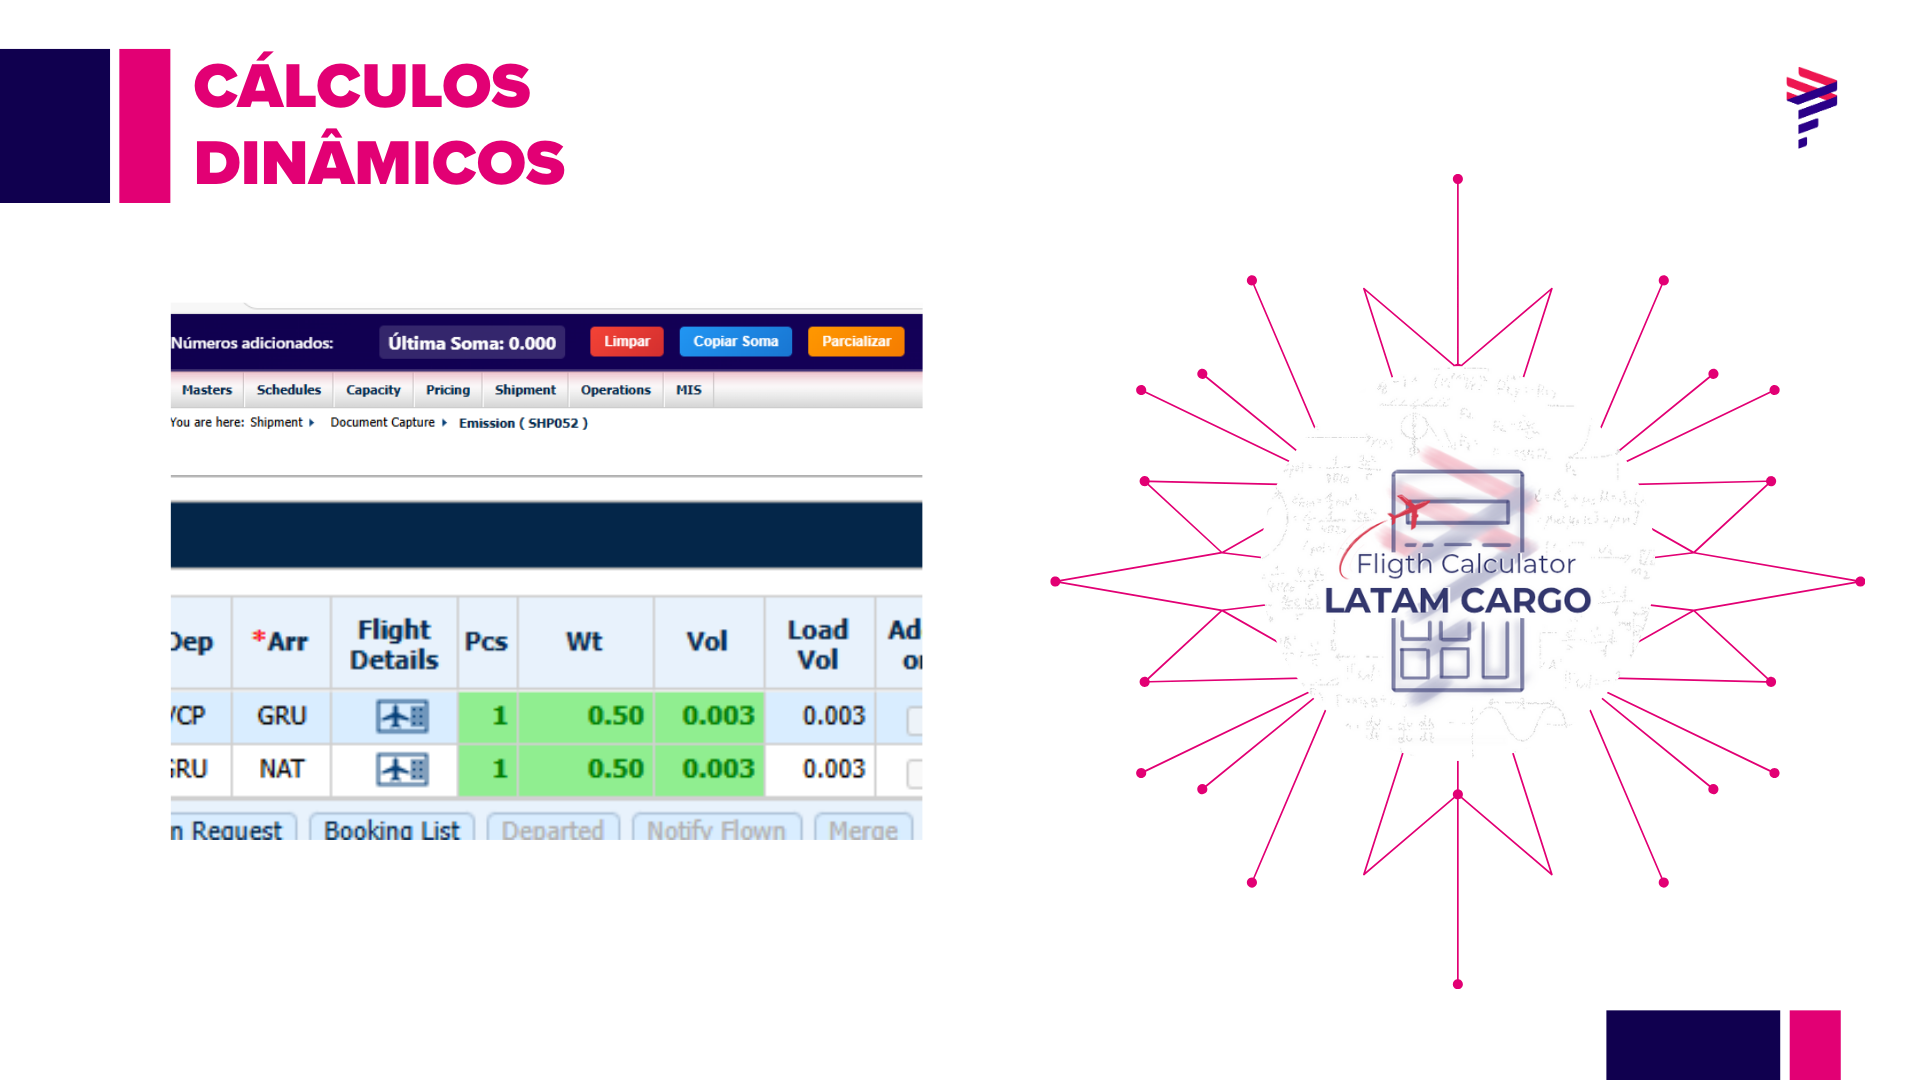 CÁLCULOS
DINÂMICOS
Números adicionados: Última Soma: 0.000 Limpar Copiar Soma Parcializar
Masters Schedules Capacity Pricing Shipment Operations MIS
You are here: Shipment Document Capture Emission ( SHP052 )
Dep *Arr Flight Details Pcs Wt Vol Load Vol
VCP GRU 1 0.50 0.003 0.003
GRU NAT 1 0.50 0.003 0.003
Request Booking List Departed Notify Flown Merge
Fligth Calculator
LATAM CARGO